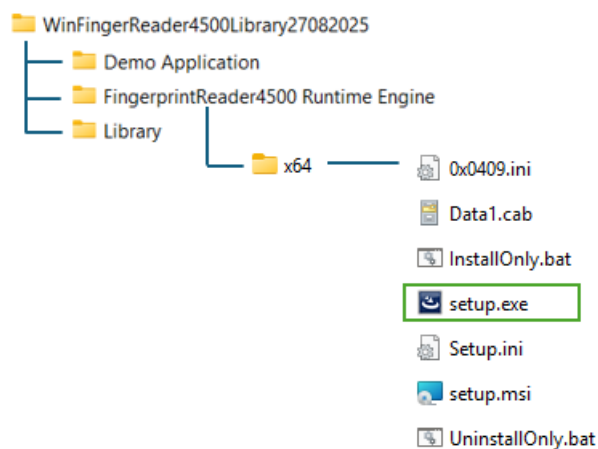 WinFingerReader4500Library27082025
Demo Application
FingerprintReader4500 Runtime Engine
Library
x64
0x0409.ini
Data1.cab
InstallOnly.bat
setup.exe
Setup.ini
setup.msi
UninstallOnly.bat